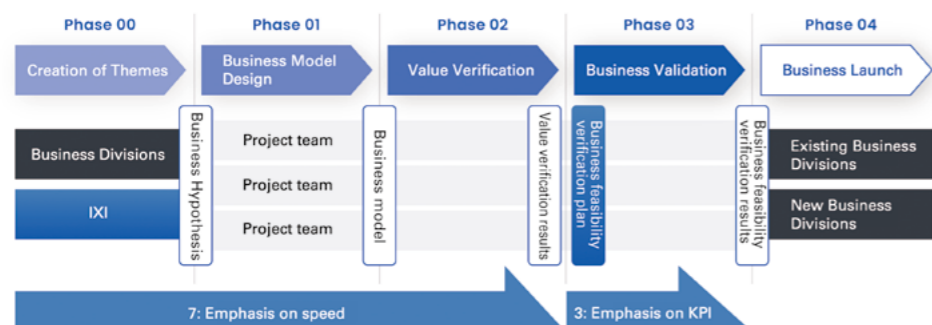 Phase 00
Phase 01
Phase 02
Phase 03
Phase 04
Creation of Themes
Business Model
Design
Value Verification
Business Validation
Business Launch
Business Divisions
IXI
Business Hypothesis
Project team
Project team
Project team
Business model
Value verification results
Business feasibility
verification plan
Business feasibility
verification results
Existing Business
Divisions
New Business
Divisions
7: Emphasis on speed
3: Emphasis on KPI